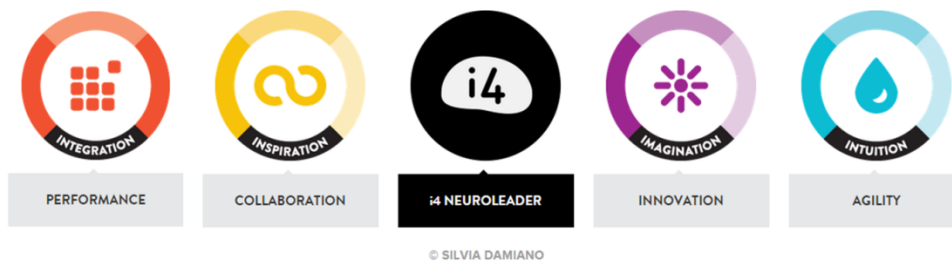 i4
INTEGRATION
INSPIRATION
IMAGINATION
INTUITION
PERFORMANCE
COLLABORATION
i4 NEUROLEADER
INNOVATION
AGILITY
© SILVIA DAMIANO